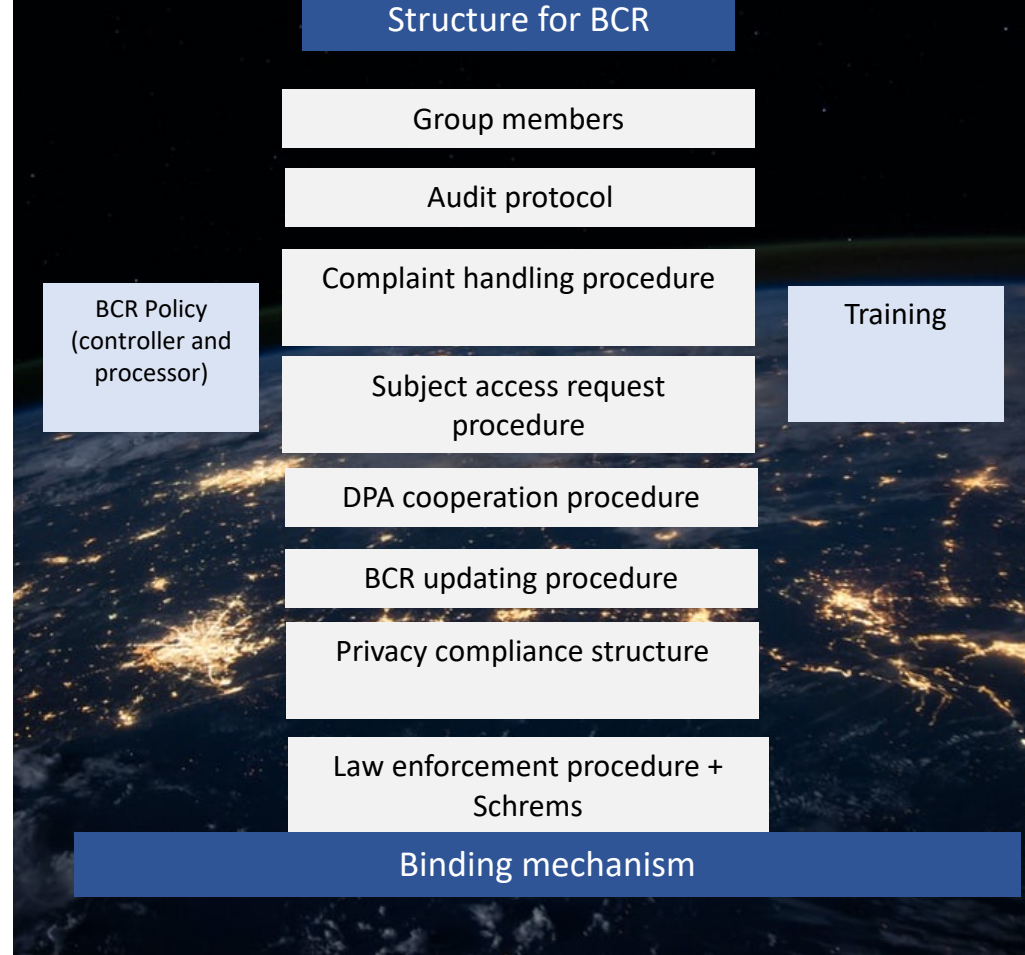 Structure for BCR
Group members
Audit protocol
Complaint handling procedure
BCR Policy
(controller and
processor)
Training
Subject access request
procedure
DPA cooperation procedure
BCR updating procedure
Privacy compliance structure
Law enforcement procedure +
Schrems
Binding mechanism